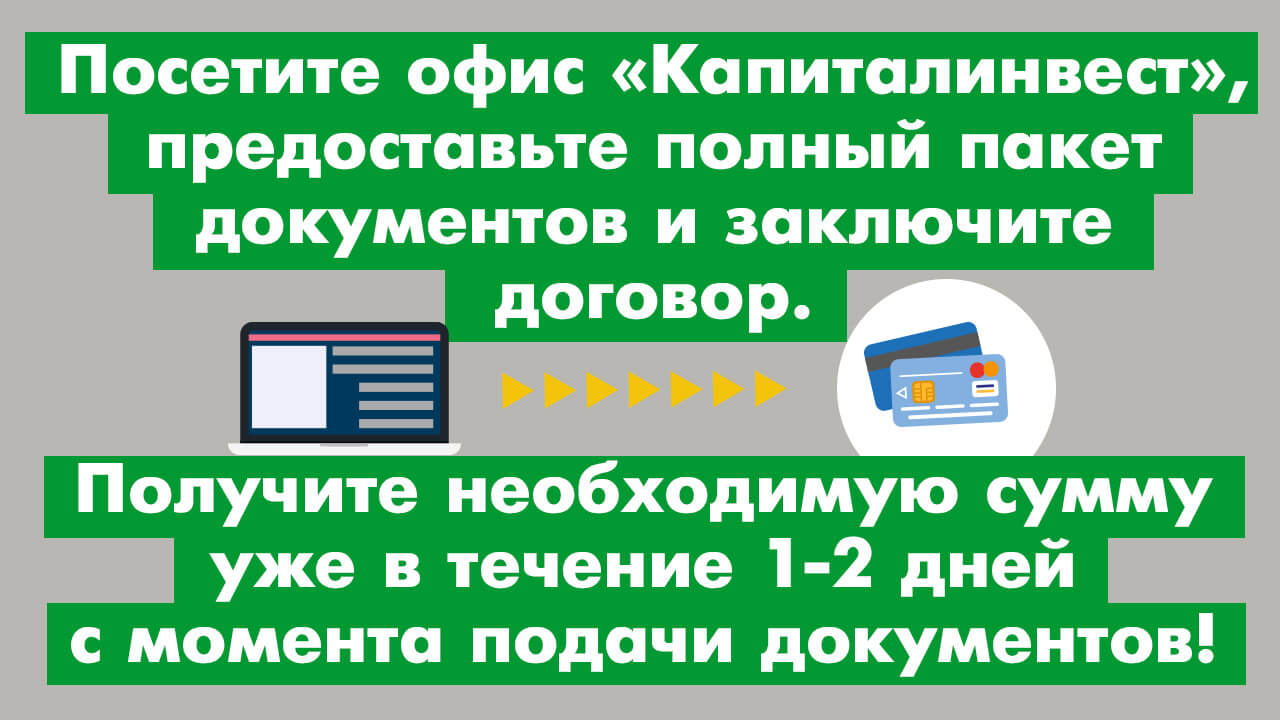 Посетите офис «Капиталинвест»,
предоставьте полный пакет
документов и заключите
договор.
Получите необходимую сумму
уже в течение 1-2 дней
с момента подачи документов!